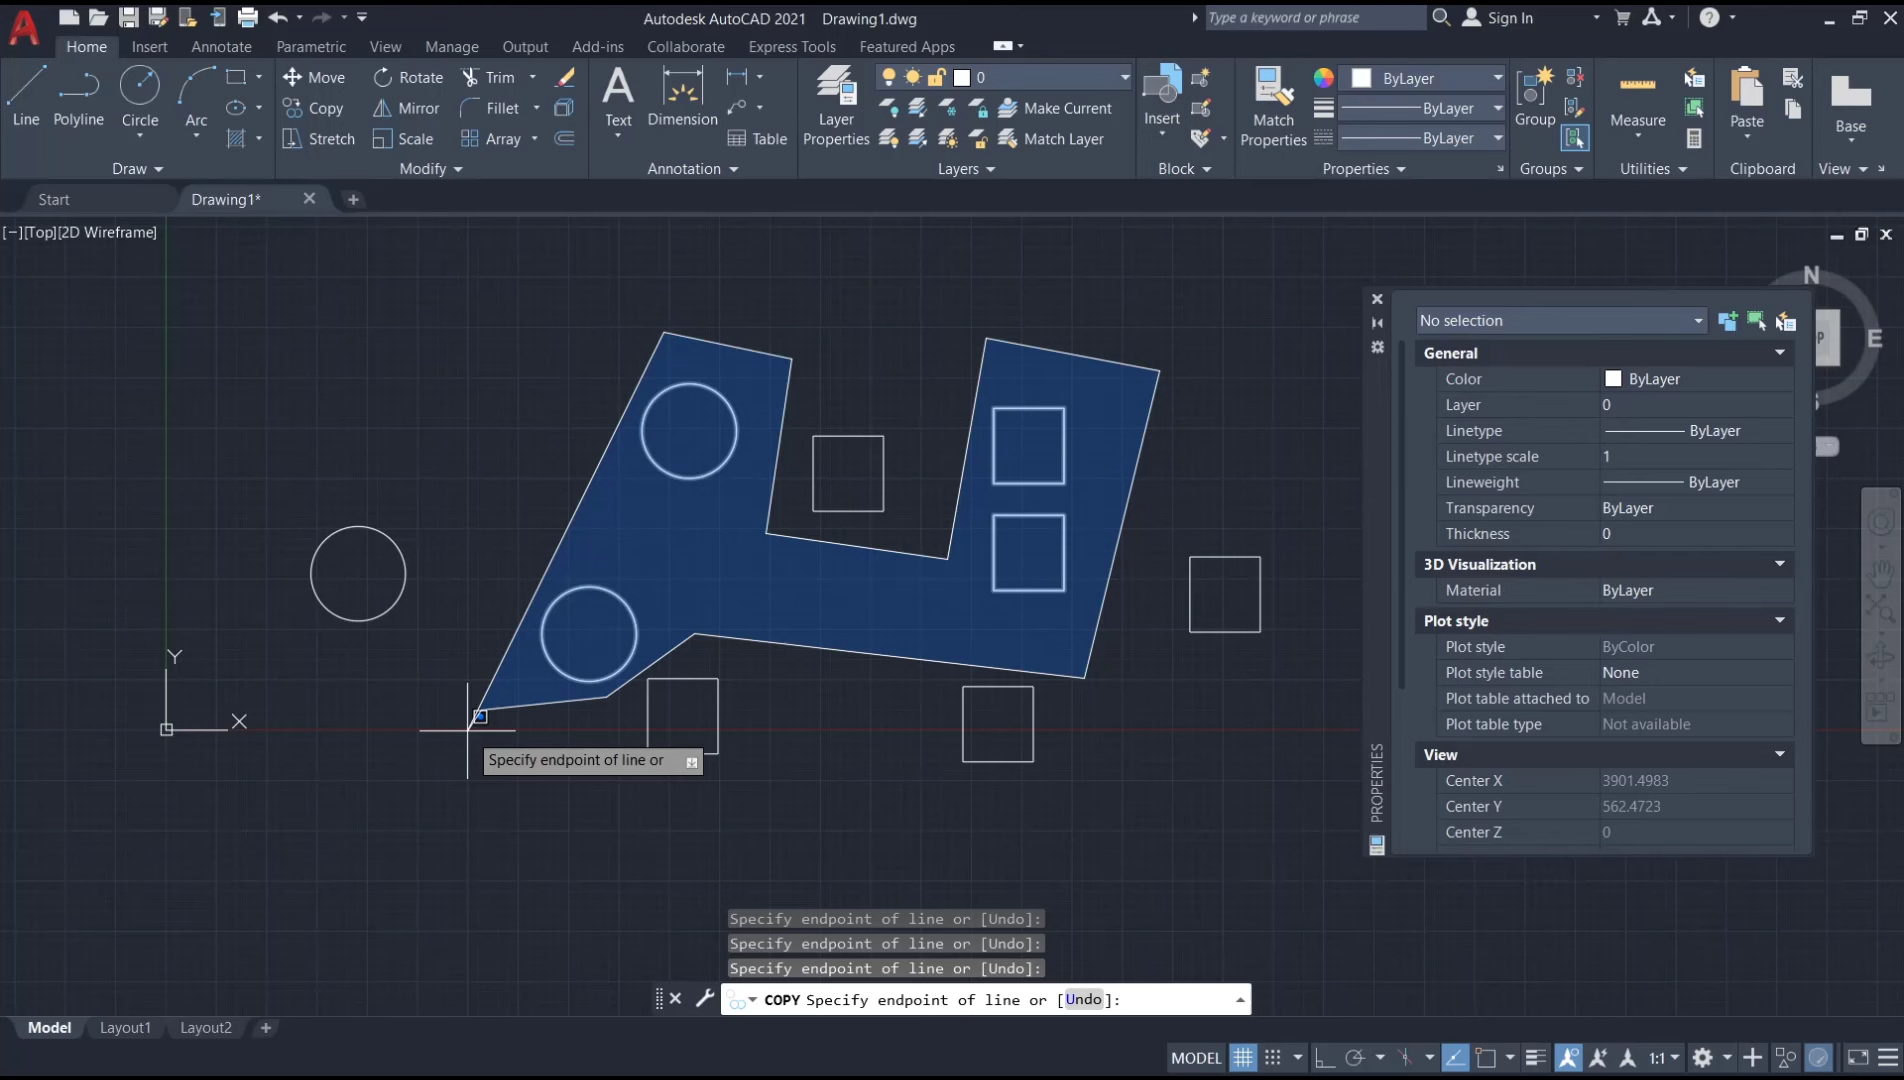 Autodesk AutoCAD 2021 Drawing1.dwg
Type a keyword or phrase
Sign In
Home Insert Annotate Parametric View Manage Output Add-ins Collaborate Express Tools Featured Apps
Line
Polyline
Circle
Arc
Draw
Move
Rotate
Trim
Copy
Mirror
Fillet
Stretch
Scale
Array
Modify
Text
Dimension
Table
Annotation
Layer
Properties
0
Make Current
Match Layer
Layers
Insert
Block
Match
Properties
ByLayer
ByLayer
ByLayer
Properties
Group
Groups
Measure
Utilities
Paste
Clipboard
Base
View
Start
Drawing1*
[−][Top][2D Wireframe]
N
E
S
Y
X
Specify endpoint of line or
No selection
General
Color ByLayer
Layer 0
Linetype ByLayer
Linetype scale 1
Lineweight ByLayer
Transparency ByLayer
Thickness 0
3D Visualization
Material ByLayer
Plot style
Plot style ByColor
Plot style table None
Plot table attached to Model
Plot table type Not available
View
Center X 3901.4983
Center Y 562.4723
Center Z 0
PROPERTIES
Specify endpoint of line or [Undo]:
Specify endpoint of line or [Undo]:
Specify endpoint of line or [Undo]:
COPY Specify endpoint of line or [Undo]:
Model Layout1 Layout2
MODEL
1:1